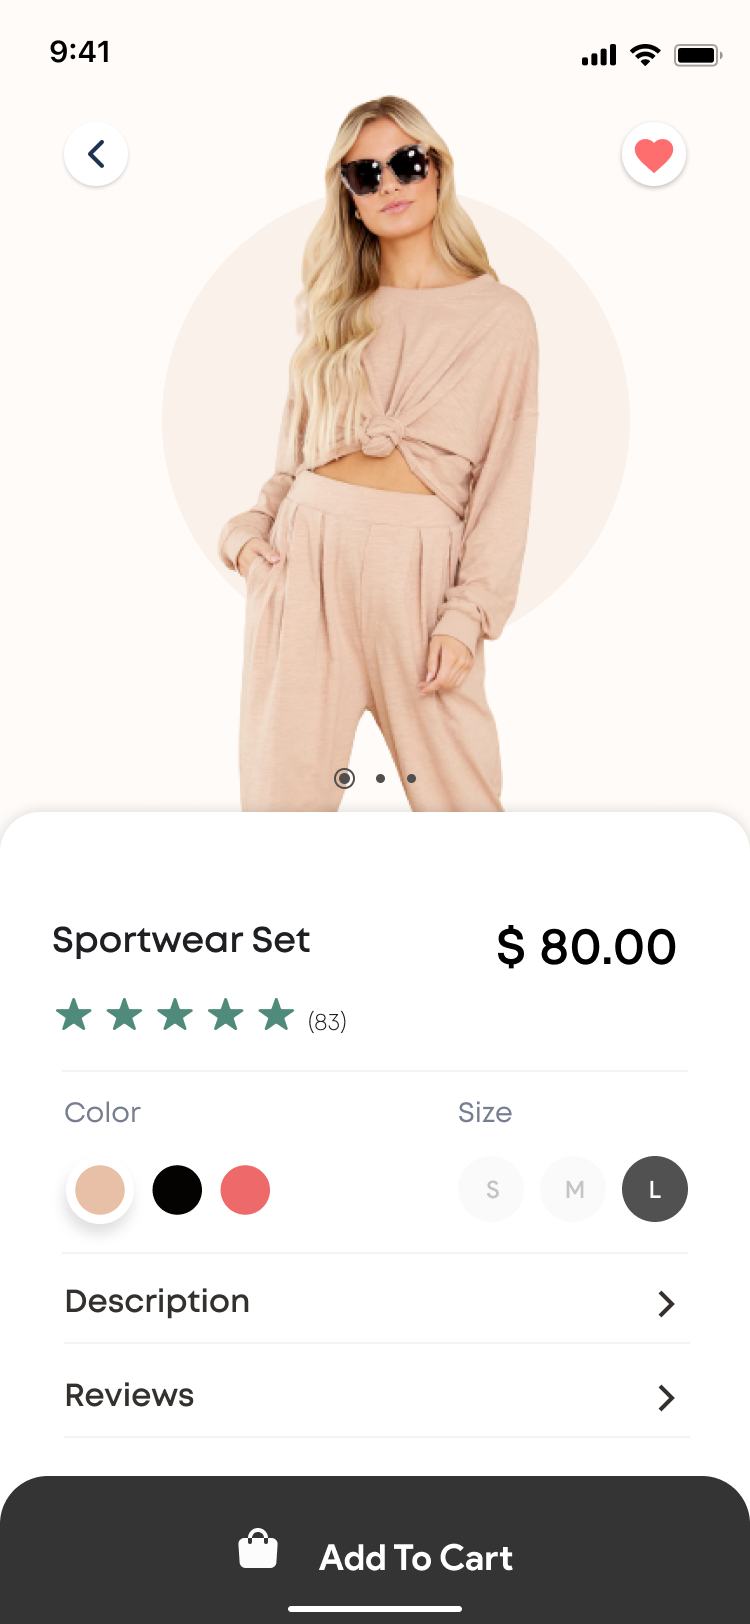 9:41
Sportwear Set
$ 80.00
(83)
Color
Size
S
M
L
Description
Reviews
Add To Cart